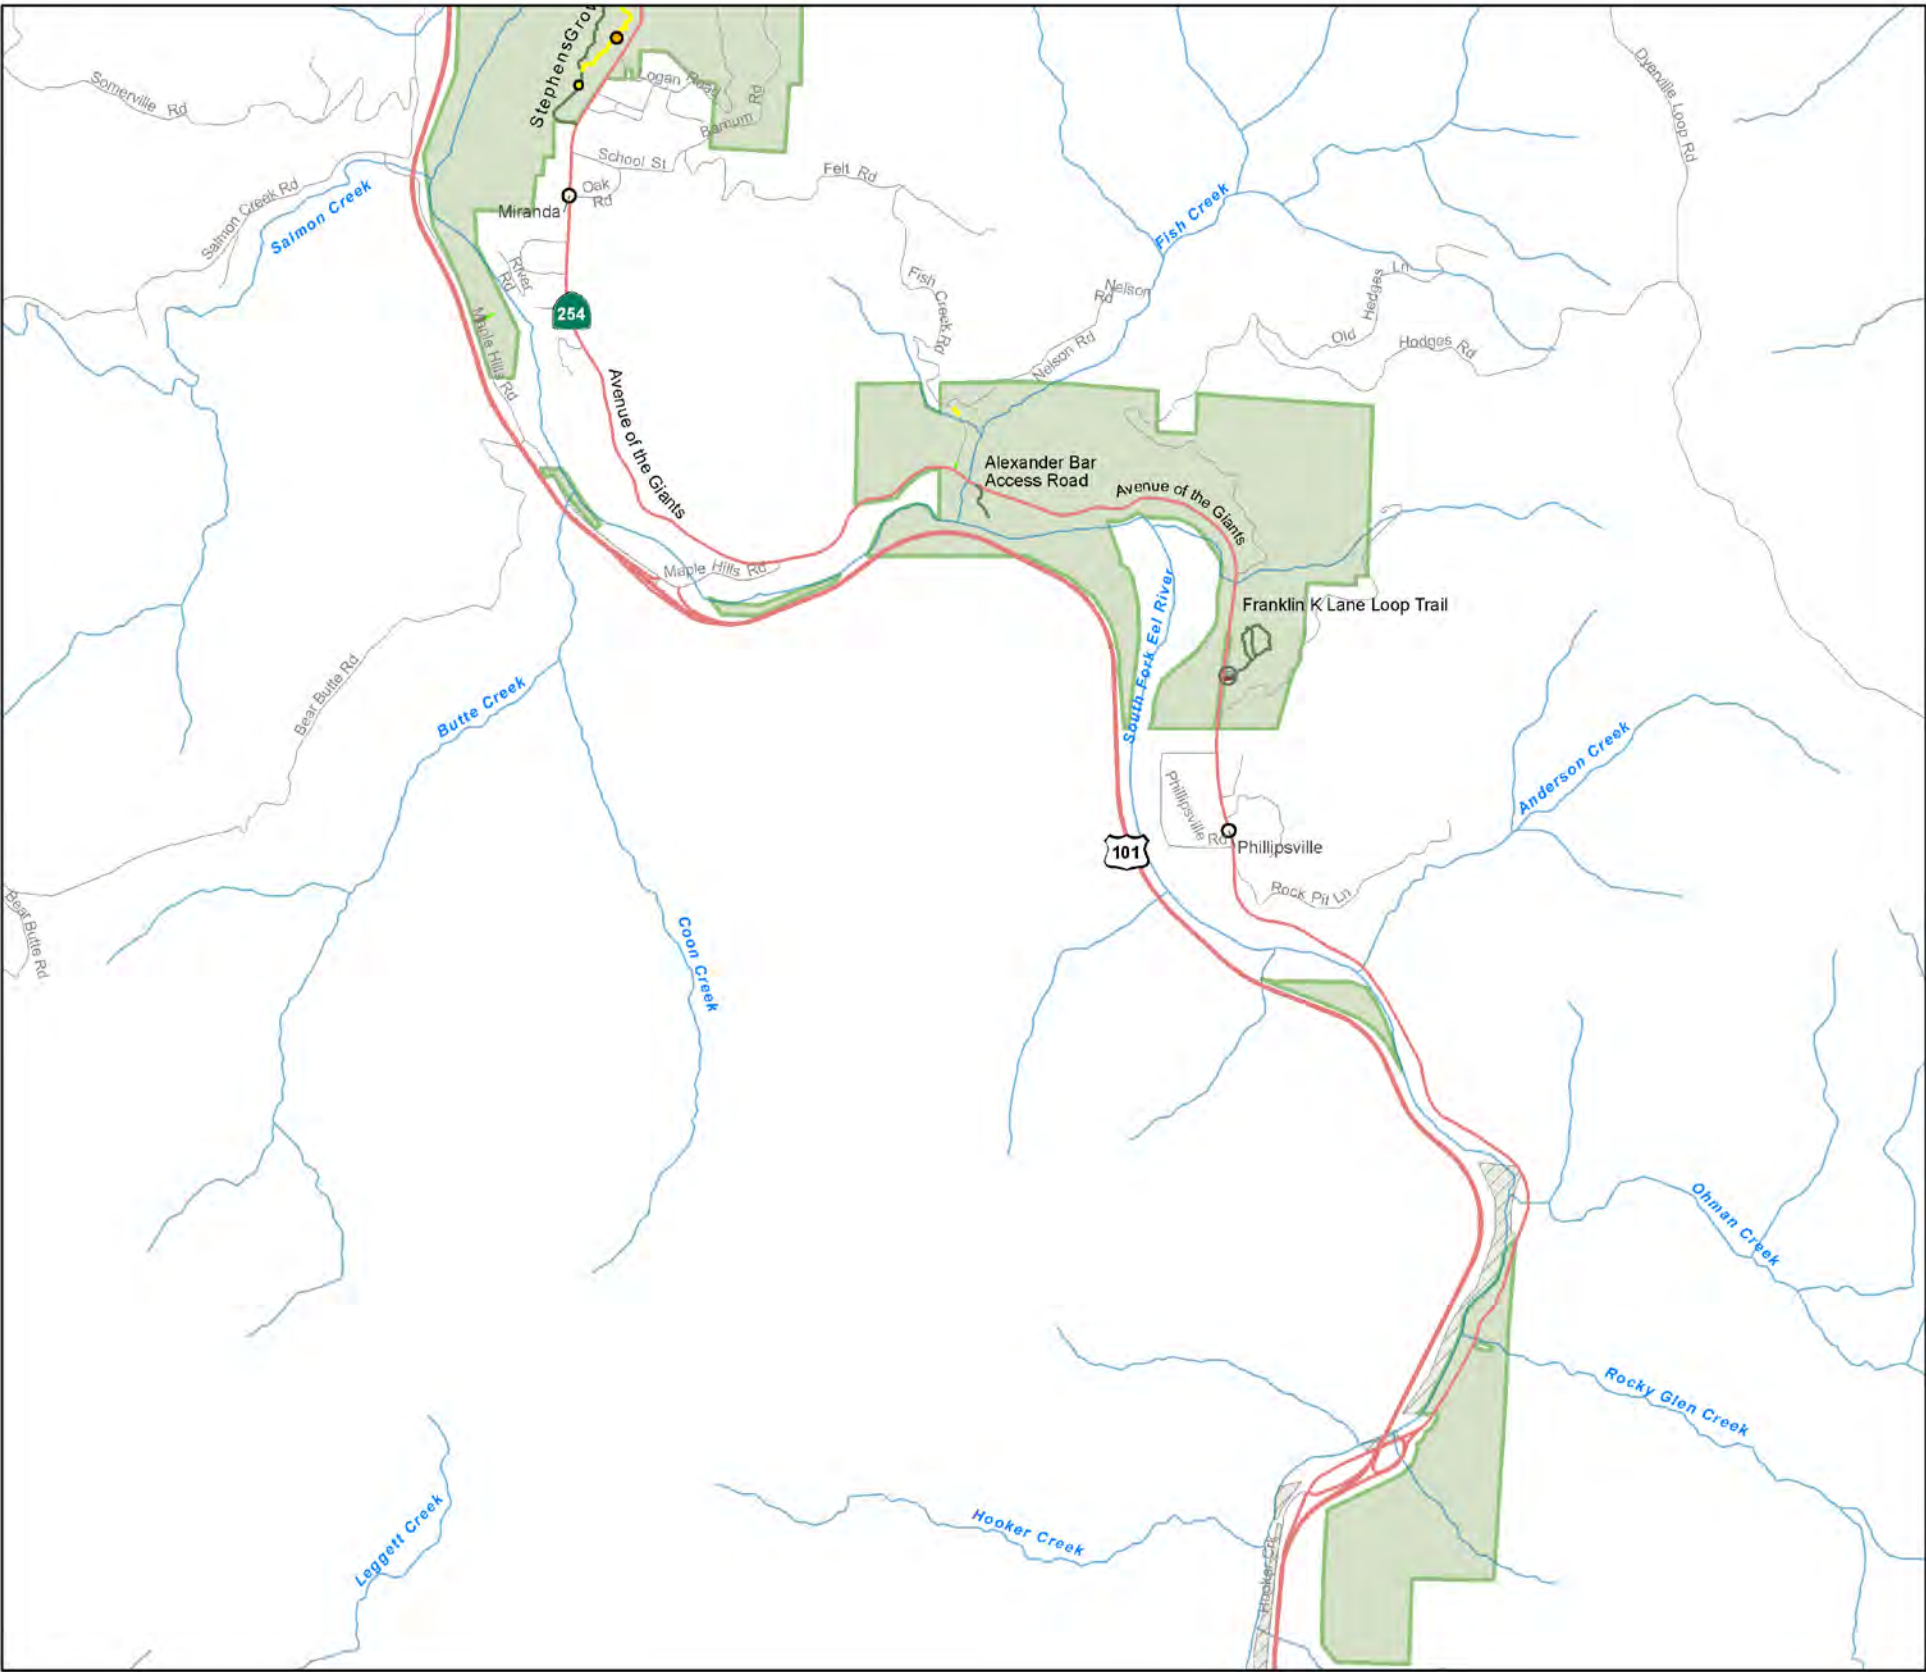 StephensGro
Logan Road
Barnum Rd
Somerville Rd
Dyerville Loop Rd
School St
Felt Rd
Oak
Rd
Miranda
Salmon Creek Rd
Salmon Creek
Fish Creek
River
Rd
Nelson
Rd
Fish Creek Rd
Old Hedges Ln
Hodges Rd
254
Maple Hills Rd
Nelson Rd
Avenue of the Giants
Alexander Bar
Access Road
Avenue of the Giants
Maple Hills Rd
Franklin K Lane Loop Trail
South Fork Eel River
Bear Butte Rd
Butte Creek
Anderson Creek
Phillipsville Rd
Phillipsville
101
Rock Pit Ln
Bear Butte Rd
Coon Creek
Ohman Creek
Rocky Glen Creek
Leggett Creek
Hooker Creek
Hooker Crk